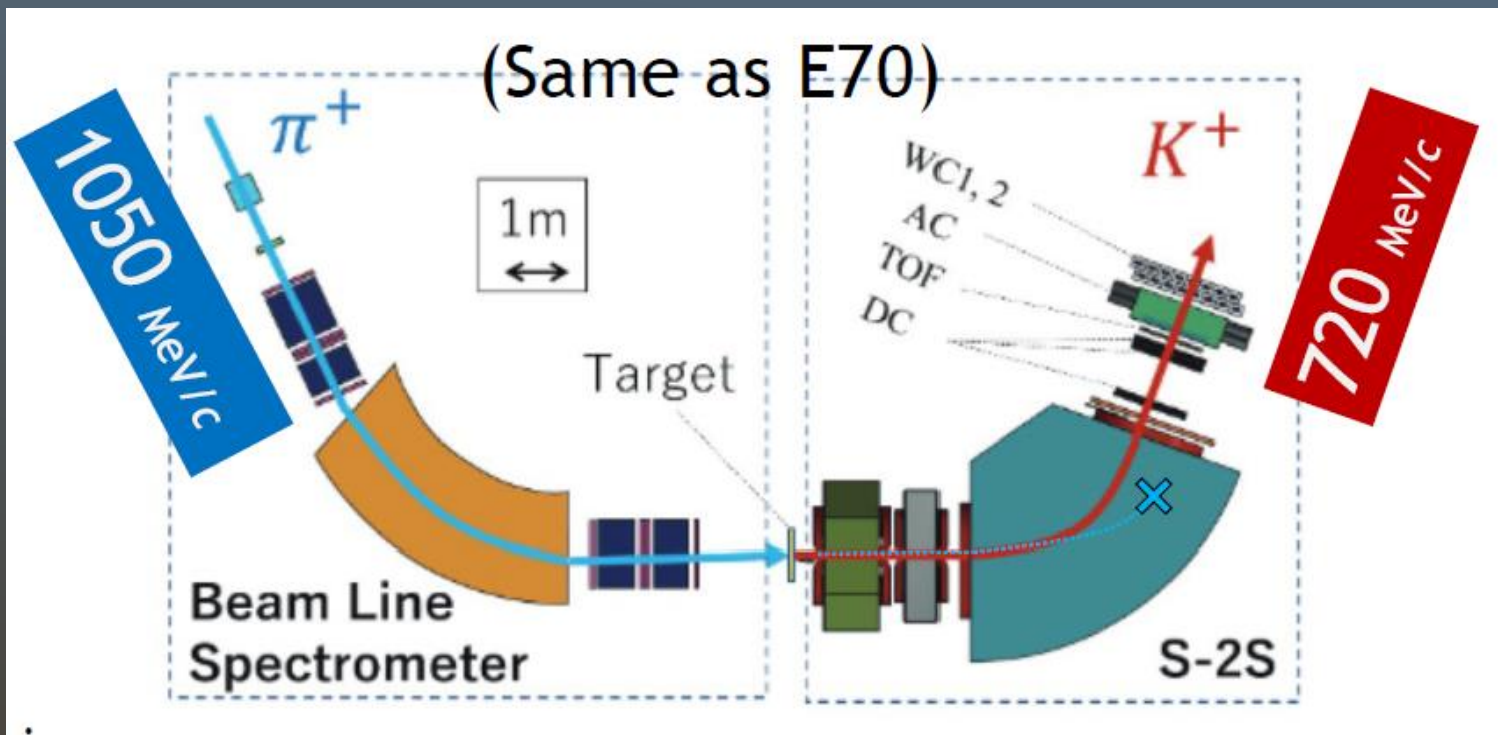 (Same as E70)
π⁺
1050 MeV/c
1m
Target
Beam Line
Spectrometer
WC1, 2
AC
TOF
DC
K⁺
720 MeV/c
S-2S